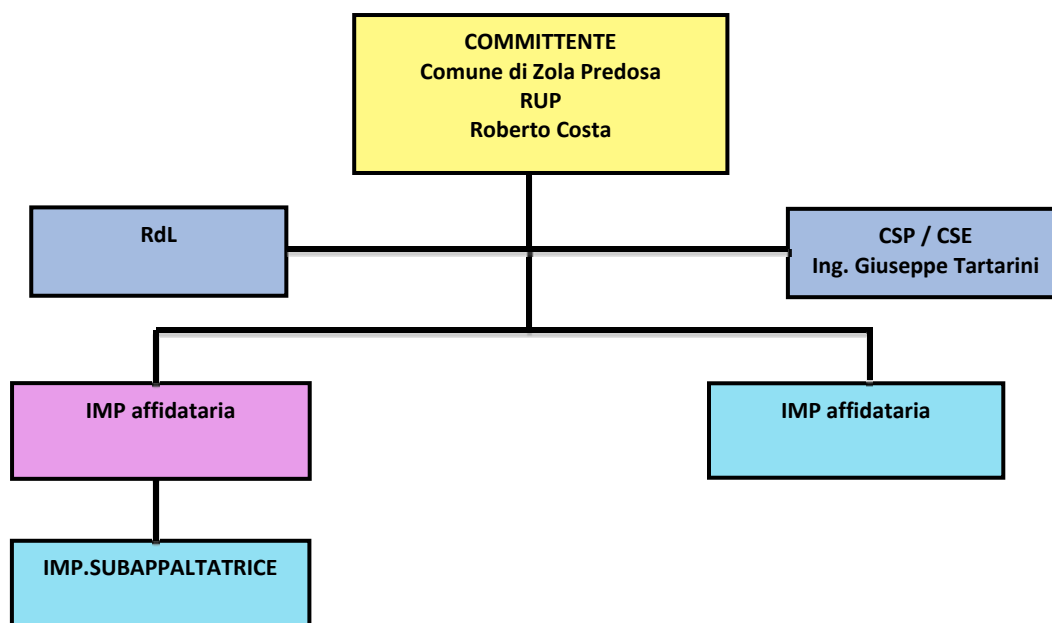 COMMITTENTE
Comune di Zola Predosa
RUP
Roberto Costa
RdL
CSP / CSE
Ing. Giuseppe Tartarini
IMP affidataria
IMP affidataria
IMP.SUBAPPALTATRICE